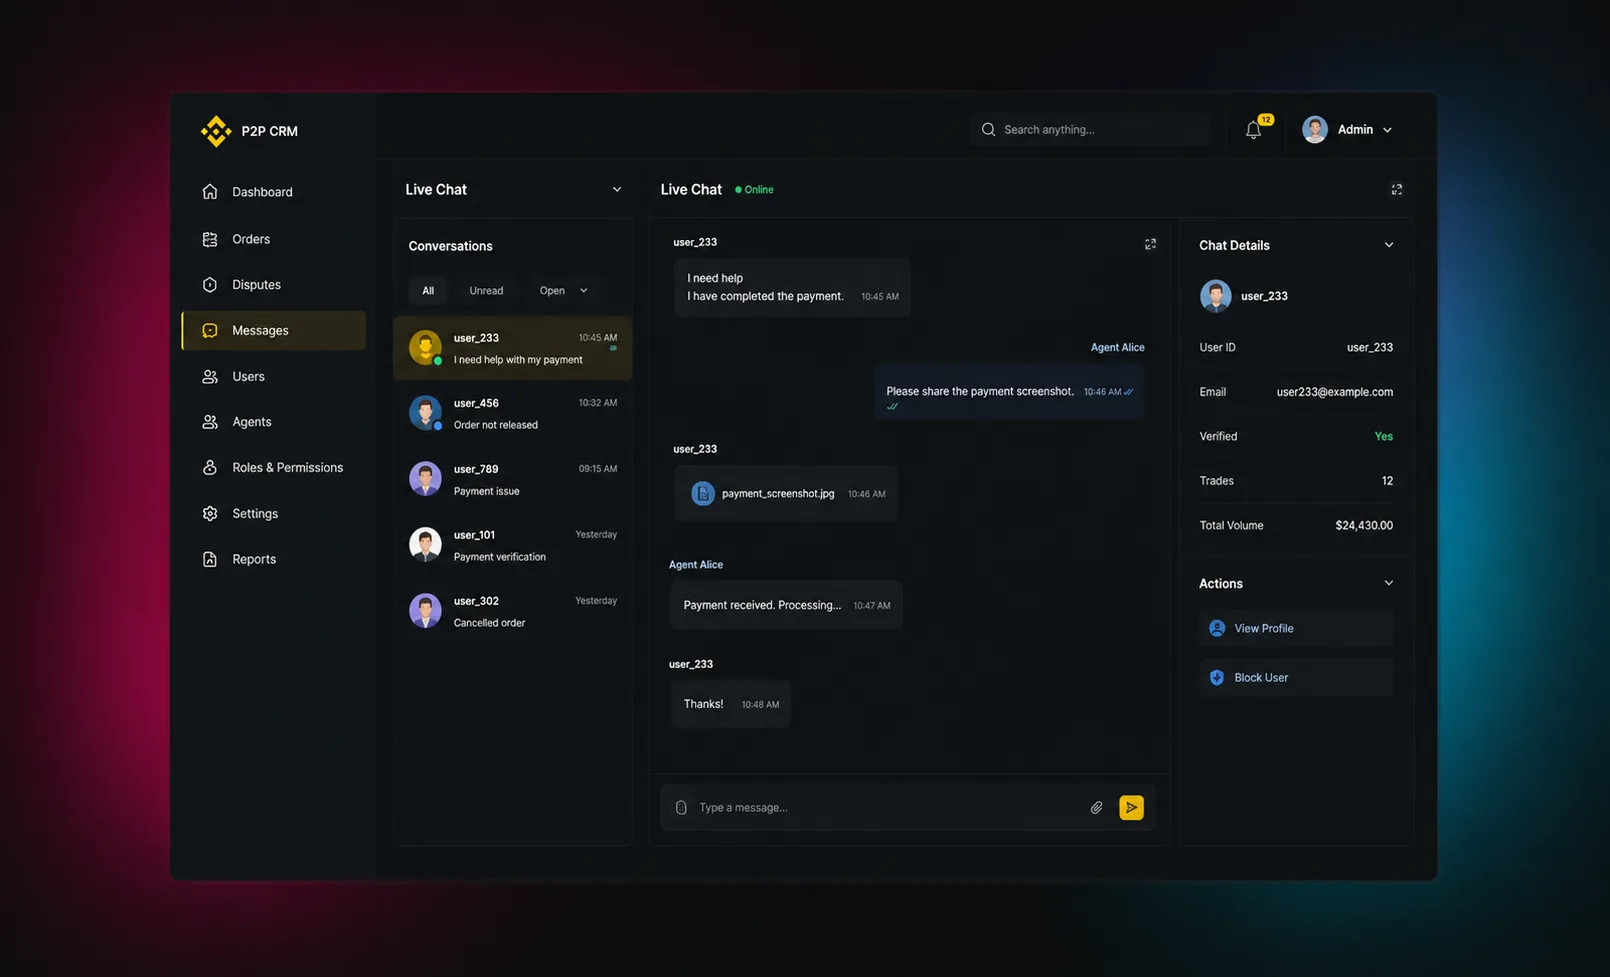 P2P CRM
Search anything...
12
Admin
Dashboard
Orders
Disputes
Messages
Users
Agents
Roles & Permissions
Settings
Reports
Live Chat
Conversations
All
Unread
Open
user_233
10:45 AM
I need help with my payment
user_456
10:32 AM
Order not released
user_789
09:15 AM
Payment issue
user_101
Yesterday
Payment verification
user_302
Yesterday
Cancelled order
Live Chat
Online
user_233
I need help
I have completed the payment. 10:45 AM
Agent Alice
Please share the payment screenshot. 10:46 AM
user_233
payment_screenshot.jpg 10:46 AM
Agent Alice
Payment received. Processing... 10:47 AM
user_233
Thanks! 10:48 AM
Type a message...
Chat Details
user_233
User ID user_233
Email user233@example.com
Verified Yes
Trades 12
Total Volume $24,430.00
Actions
View Profile
Block User